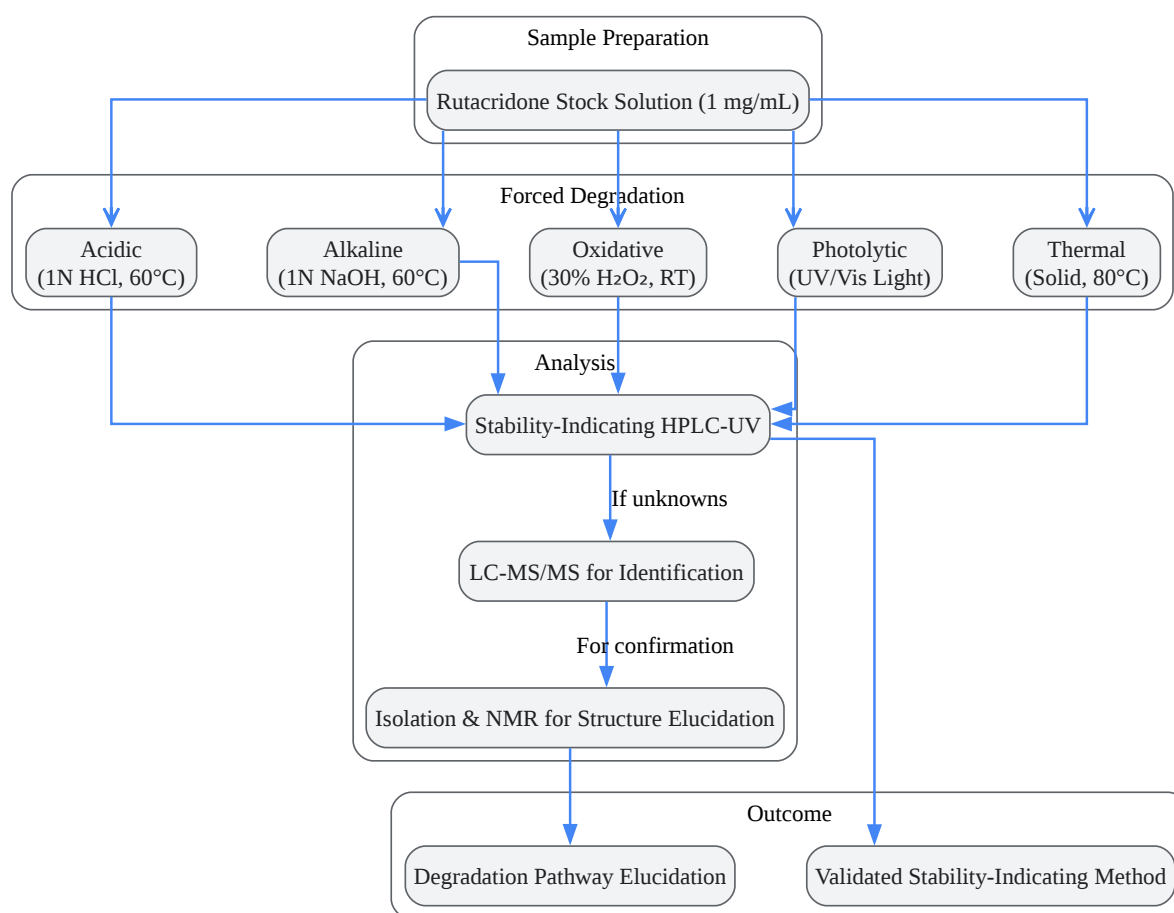 Sample Preparation
Rutacridone Stock Solution (1 mg/mL)
Forced Degradation
Acidic
(1N HCl, 60°C)
Alkaline
(1N NaOH, 60°C)
Oxidative
(30% H₂O₂, RT)
Photolytic
(UV/Vis Light)
Thermal
(Solid, 80°C)
Analysis
Stability-Indicating HPLC-UV
If unknowns
LC-MS/MS for Identification
For confirmation
Isolation & NMR for Structure Elucidation
Outcome
Degradation Pathway Elucidation
Validated Stability-Indicating Method